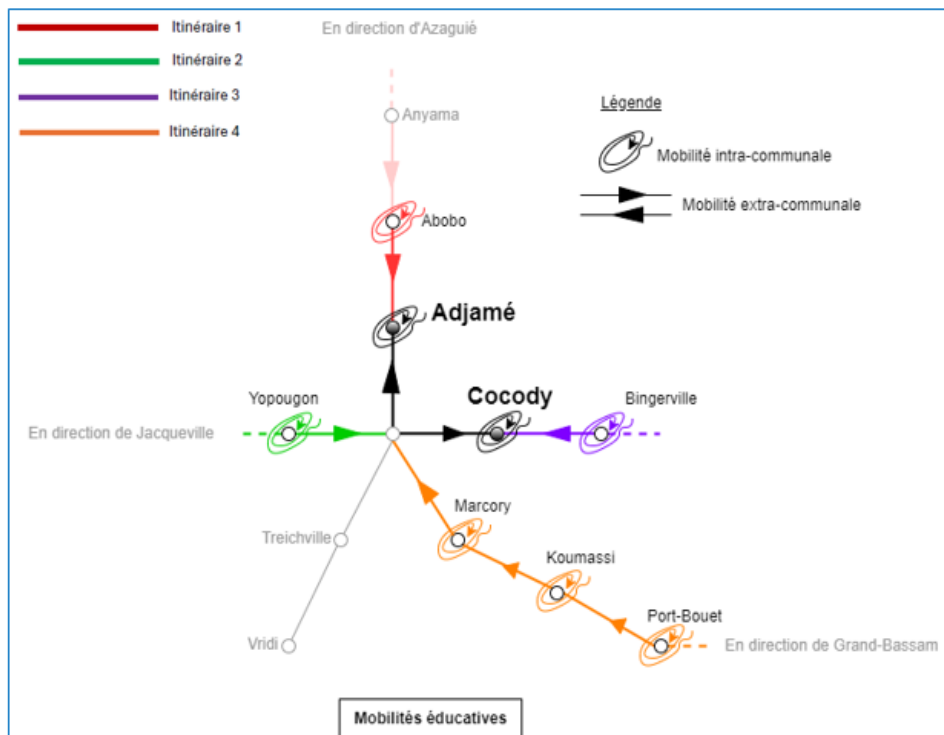 Itinéraire 1
Itinéraire 2
Itinéraire 3
Itinéraire 4
En direction d'Azaguié
Légende
Mobilité intra-communale
Mobilité extra-communale
Anyama
Abobo
Adjamé
Yopougon
Cocody
Bingerville
En direction de Jacqueville
Marcory
Treichville
Koumassi
Port-Bouet
Vridi
En direction de Grand-Bassam
Mobilités éducatives